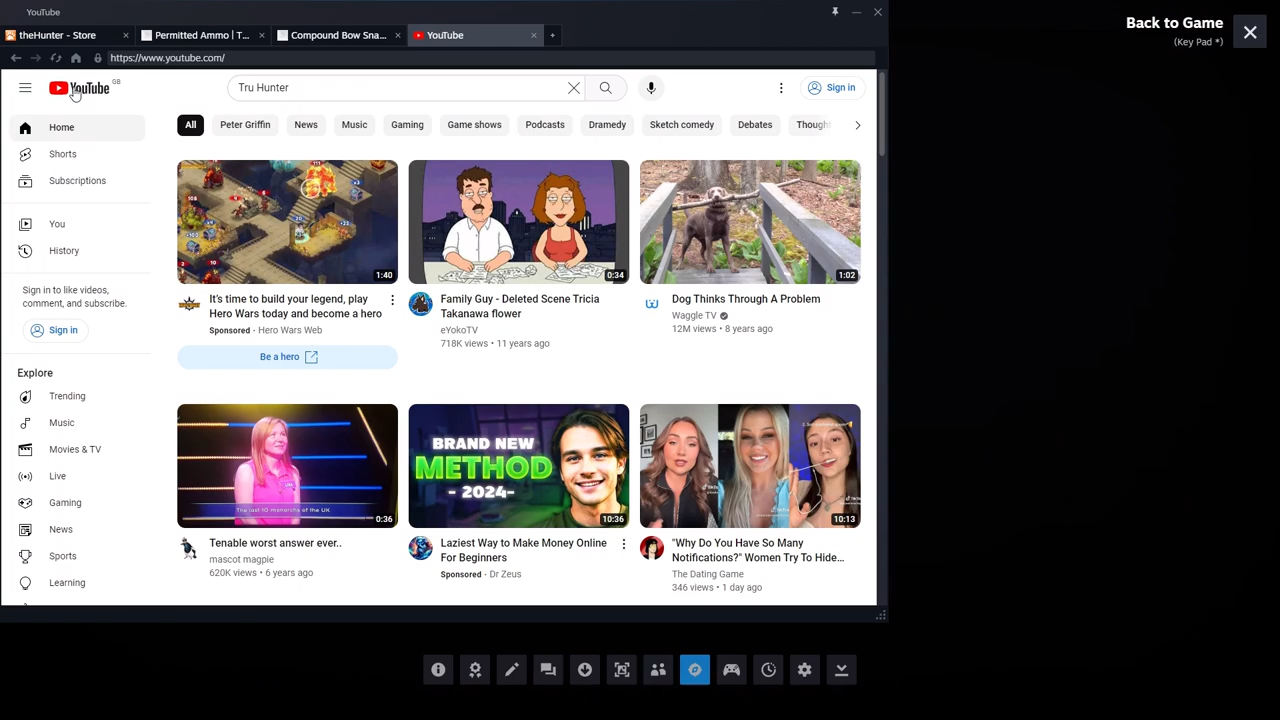 YouTube
Back to Game
(Key Pad *)
theHunter - Store
Permitted Ammo | T...
Compound Bow Sna...
YouTube
https://www.youtube.com/
YouTube GB
Tru Hunter
Sign in
All
Peter Griffin
News
Music
Gaming
Game shows
Podcasts
Dramedy
Sketch comedy
Debates
Home
Shorts
Subscriptions
You
History
Sign in to like videos,
comment, and subscribe.
Sign in
Explore
Trending
Music
Movies & TV
Live
Gaming
News
Sports
Learning
1:40
It's time to build your legend, play
Hero Wars today and become a hero
Sponsored · Hero Wars Web
Be a hero
0:34
Family Guy - Deleted Scene Tricia
Takanawa flower
eYokoTV
718K views • 11 years ago
1:02
Dog Thinks Through A Problem
Waggle TV
12M views • 8 years ago
The last 10 monarchs of the UK
0:36
Tenable worst answer ever..
mascot magpie
620K views • 6 years ago
BRAND NEW
METHOD
- 2024-
10:36
Laziest Way to Make Money Online
For Beginners
Sponsored · Dr Zeus
10:13
"Why Do You Have So Many
Notifications?" Women Try To Hide...
The Dating Game
346 views • 1 day ago